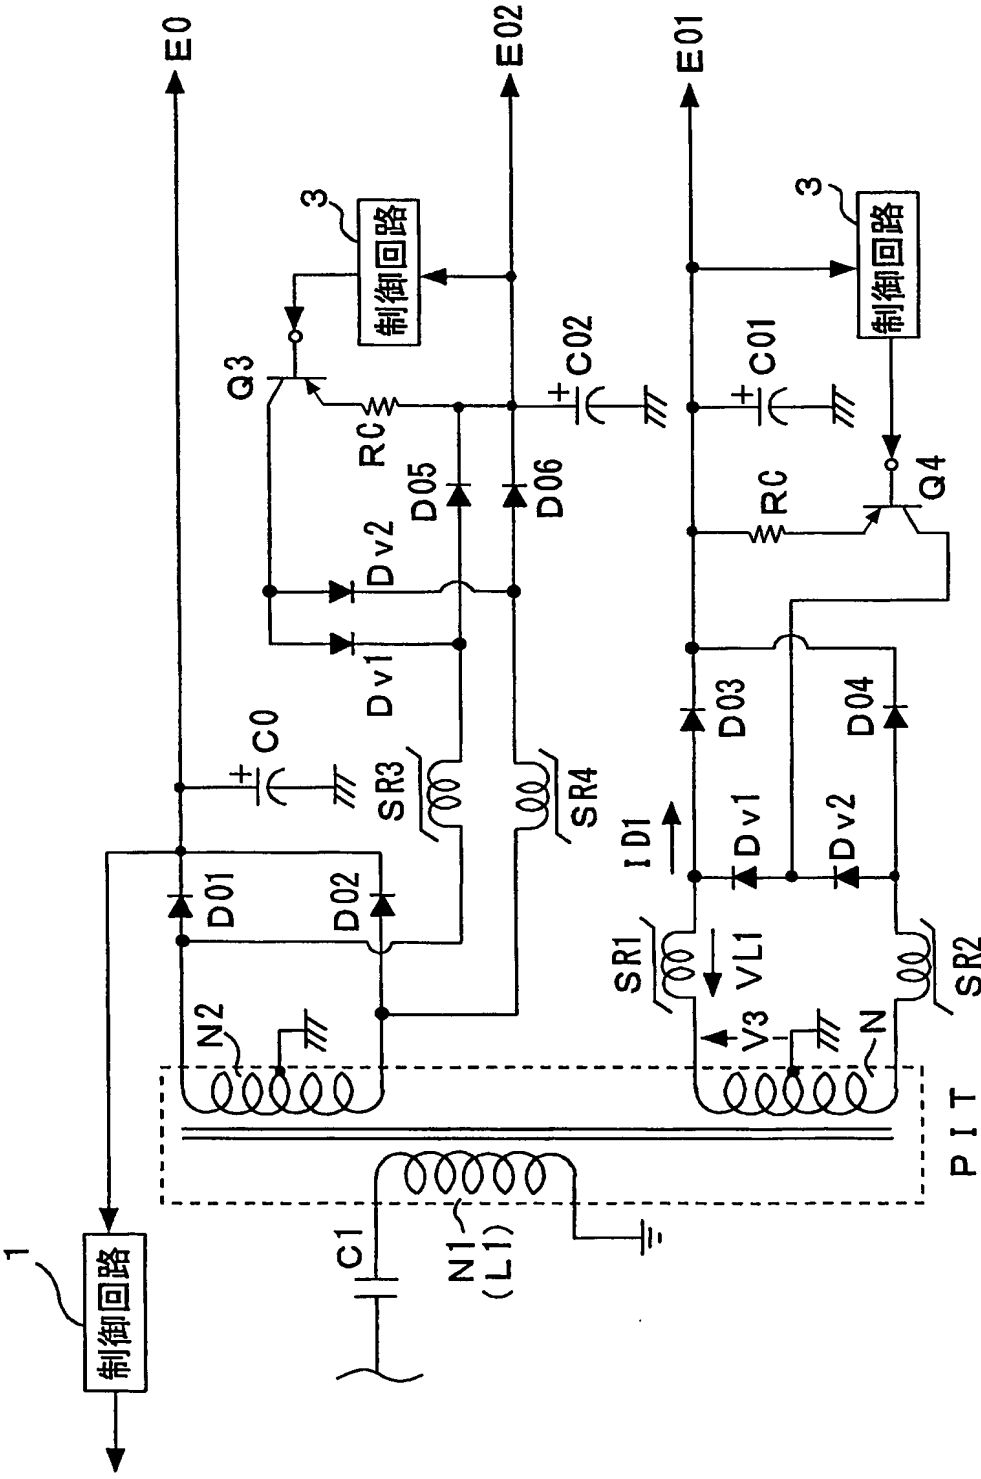 1
制御回路
C1
N1
(L1)
PIT
N2
D01
D02
C0
+
E0
SR3
SR4
Dv1
Dv2
D05
D06
RC
Q3
3
制御回路
C02
+
E02
N
V3
SR1
VL1
SR2
ID1
Dv1
Dv2
D03
D04
RC
Q4
C01
+
3
制御回路
E01